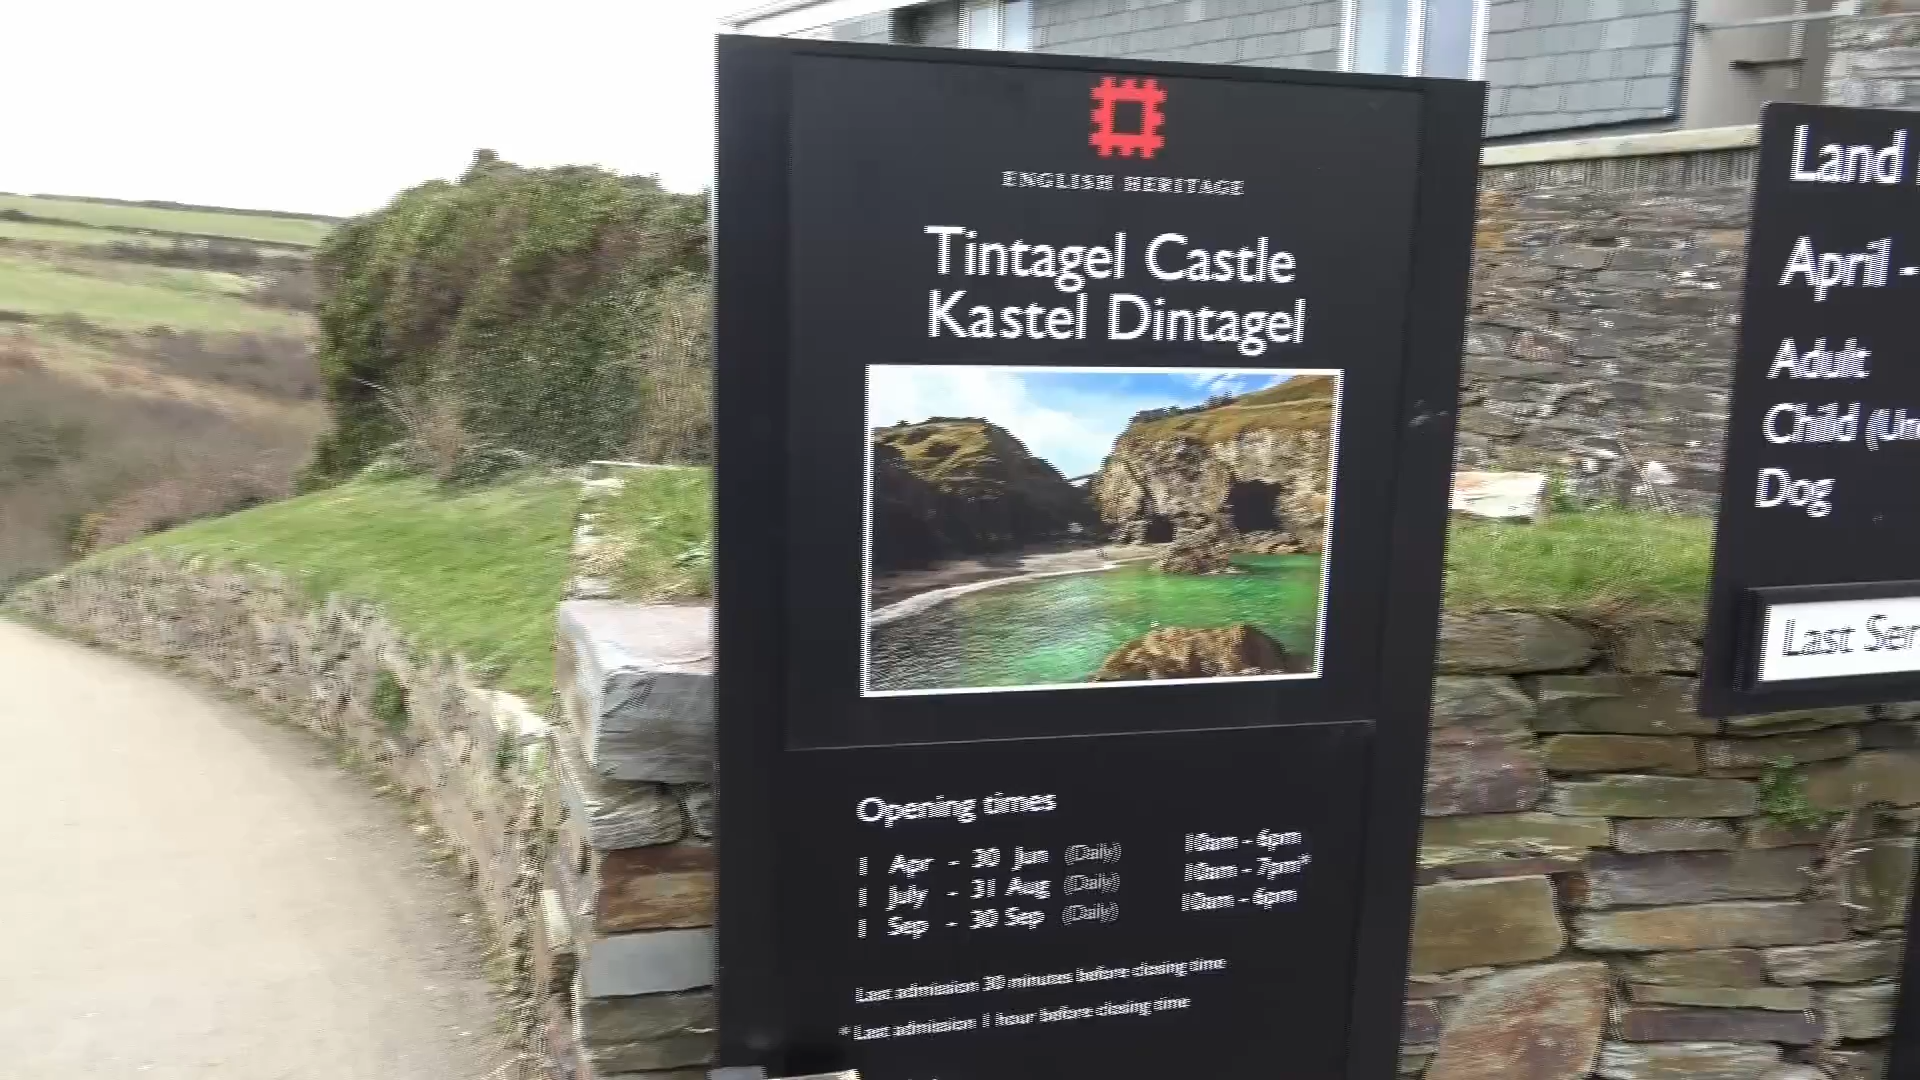 ENGLISH HERITAGE
Tintagel Castle
Kastel Dintagel
Opening times
1 Apr - 30 Jun (Daily) 10am - 6pm
1 July - 31 Aug (Daily) 10am - 7pm*
1 Sep - 30 Sep (Daily) 10am - 6pm
Last admission 30 minutes before closing time
* Last admission 1 hour before closing time
Land
April -
Adult
Child
Dog
Last